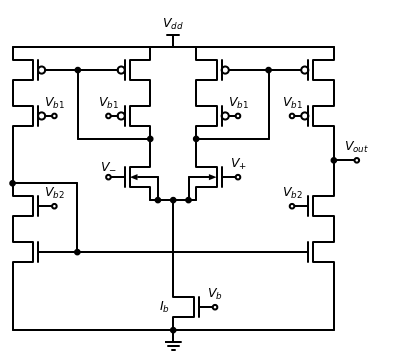 V_dd
V_b1 V_b1 V_b1 V_b1
V_out
V_− V_+
V_b2 V_b2
I_b V_b